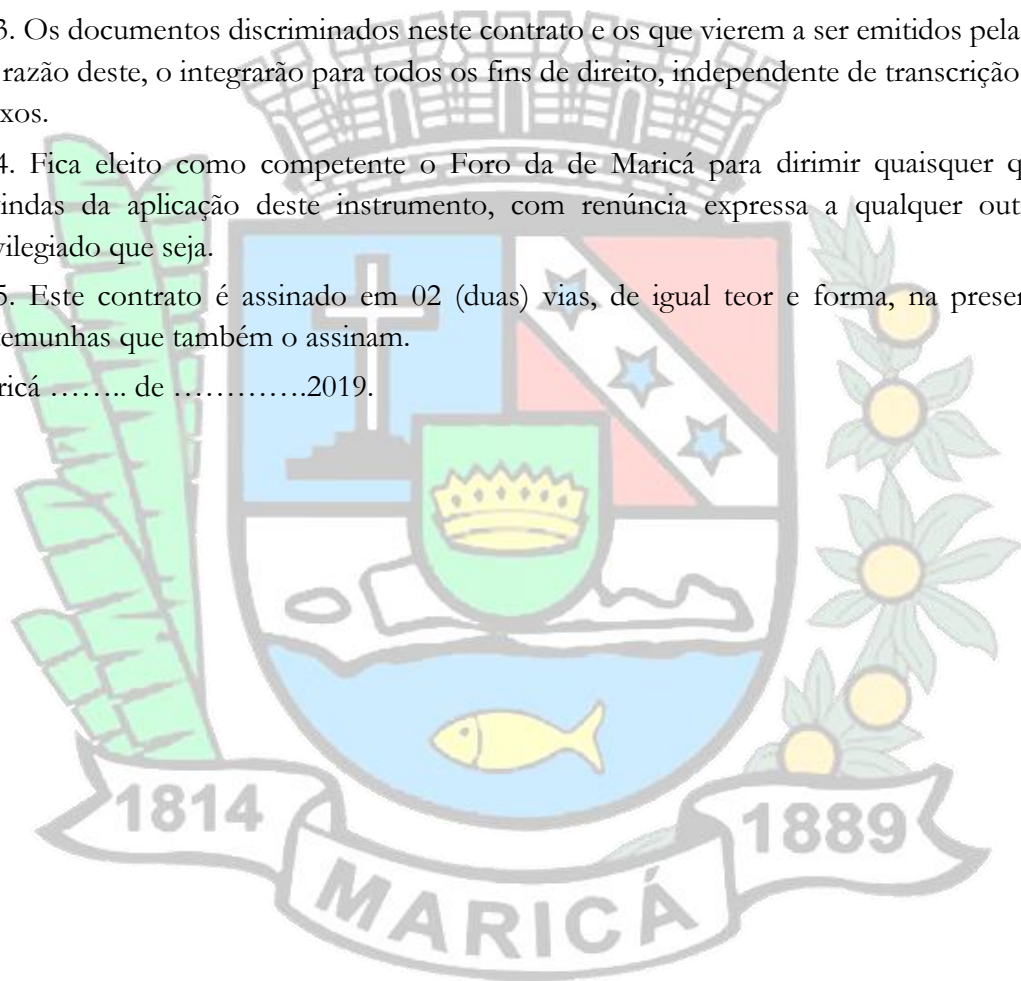 3. Os documentos discriminados neste contrato e os que vierem a ser emitidos pela
razão deste, o integrarão para todos os fins de direito, independente de transcrição
xos.
4. Fica eleito como competente o Foro da de Maricá para dirimir quaisquer q
indas da aplicação deste instrumento, com renúncia expressa a qualquer out
vilegiado que seja.
5. Este contrato é assinado em 02 (duas) vias, de igual teor e forma, na prese
temunhas que também o assinam.
ricá …….. de ………….2019.
1814
1889
MARICÁ